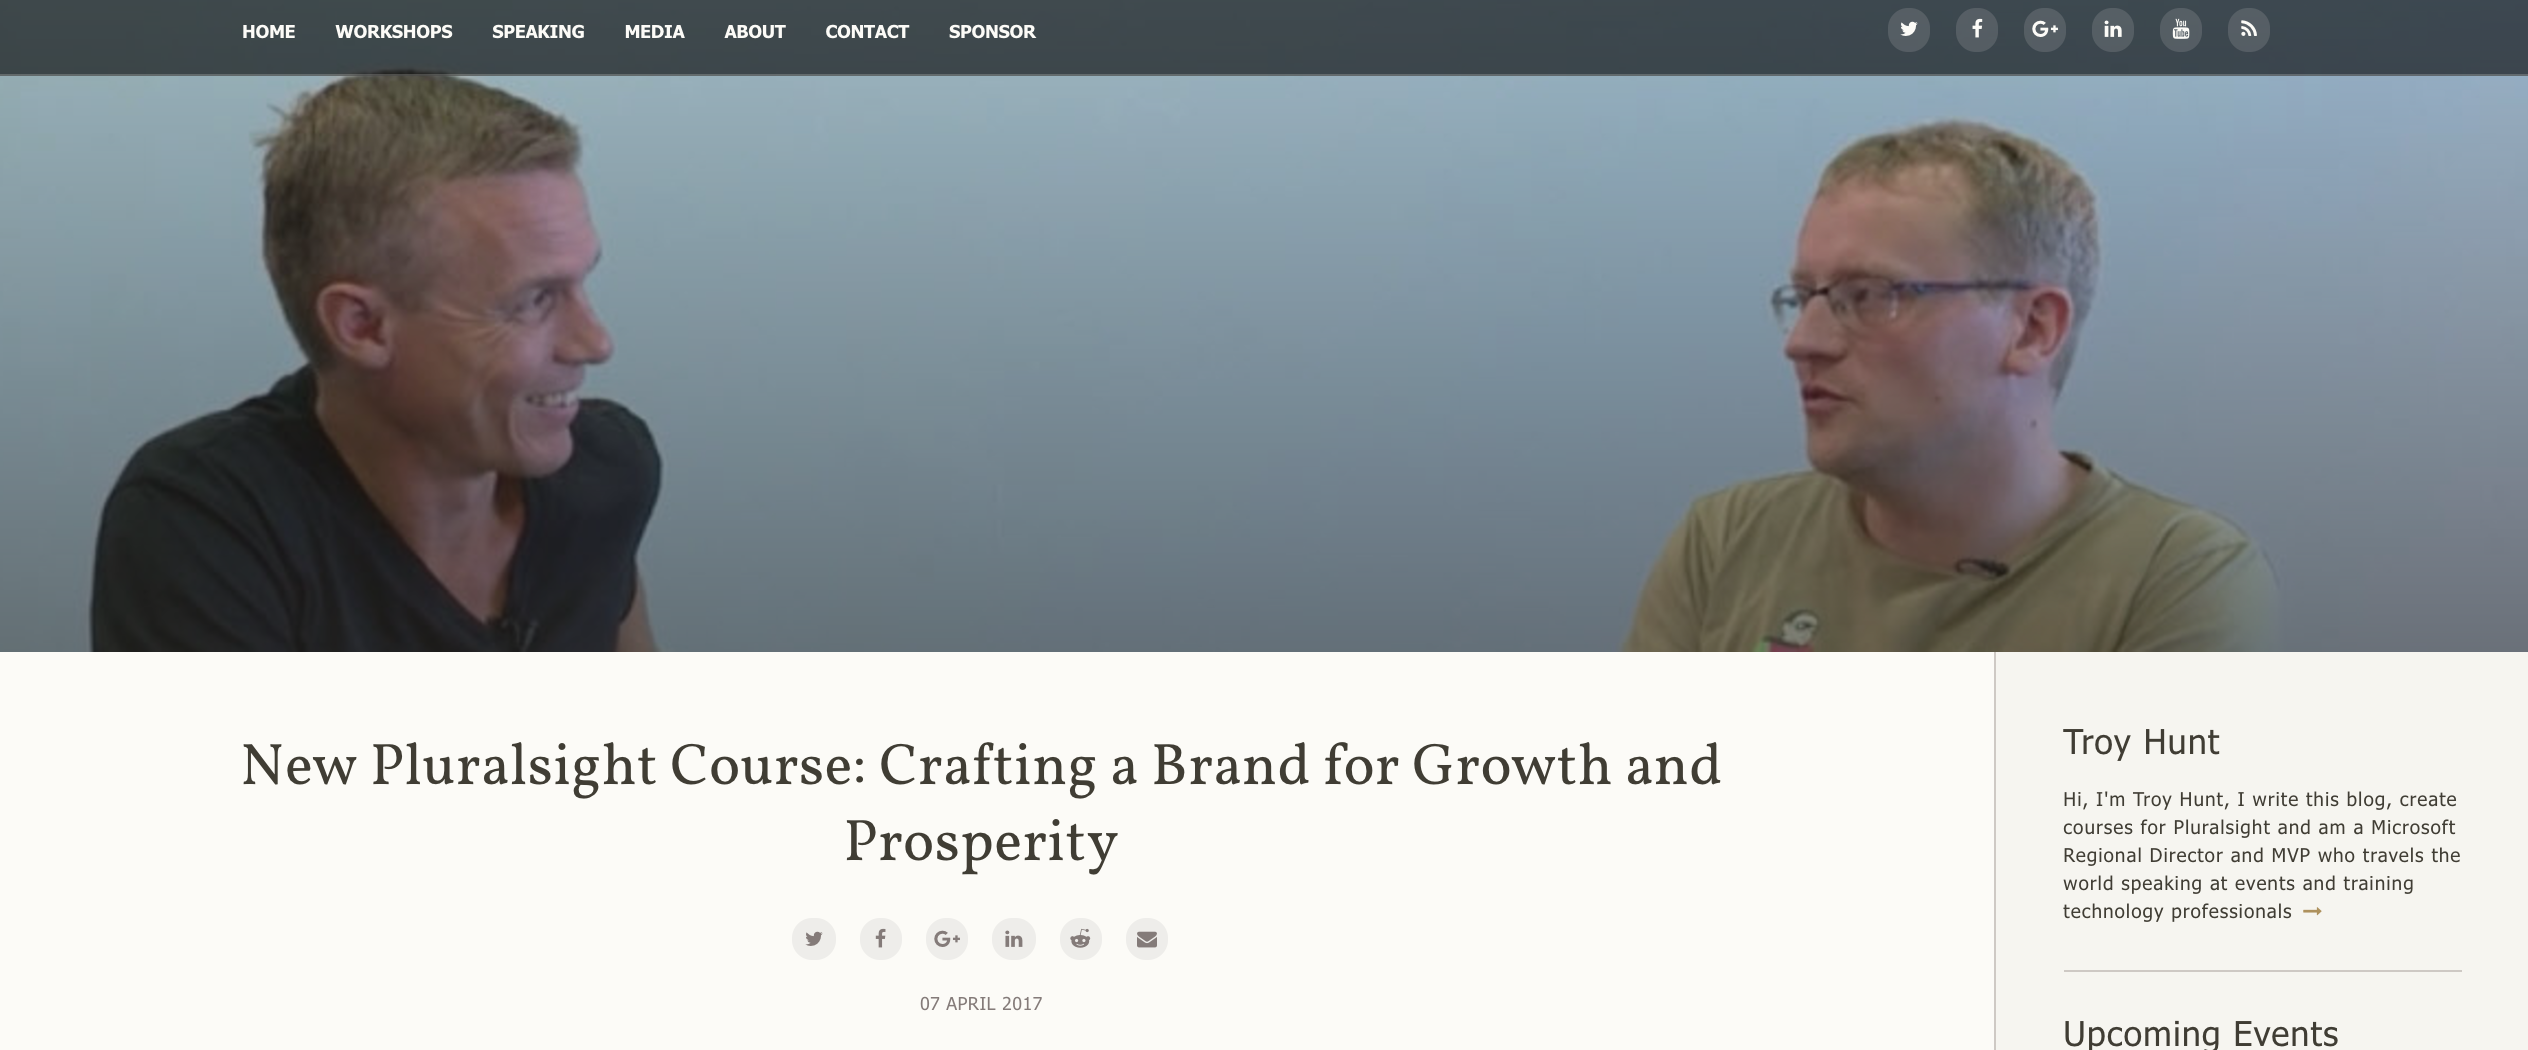 HOME WORKSHOPS SPEAKING MEDIA ABOUT CONTACT SPONSOR
You
Tube
New Pluralsight Course: Crafting a Brand for Growth and
Prosperity
07 APRIL 2017
Troy Hunt
Hi, I'm Troy Hunt, I write this blog, create
courses for Pluralsight and am a Microsoft
Regional Director and MVP who travels the
world speaking at events and training
technology professionals
Upcoming Events